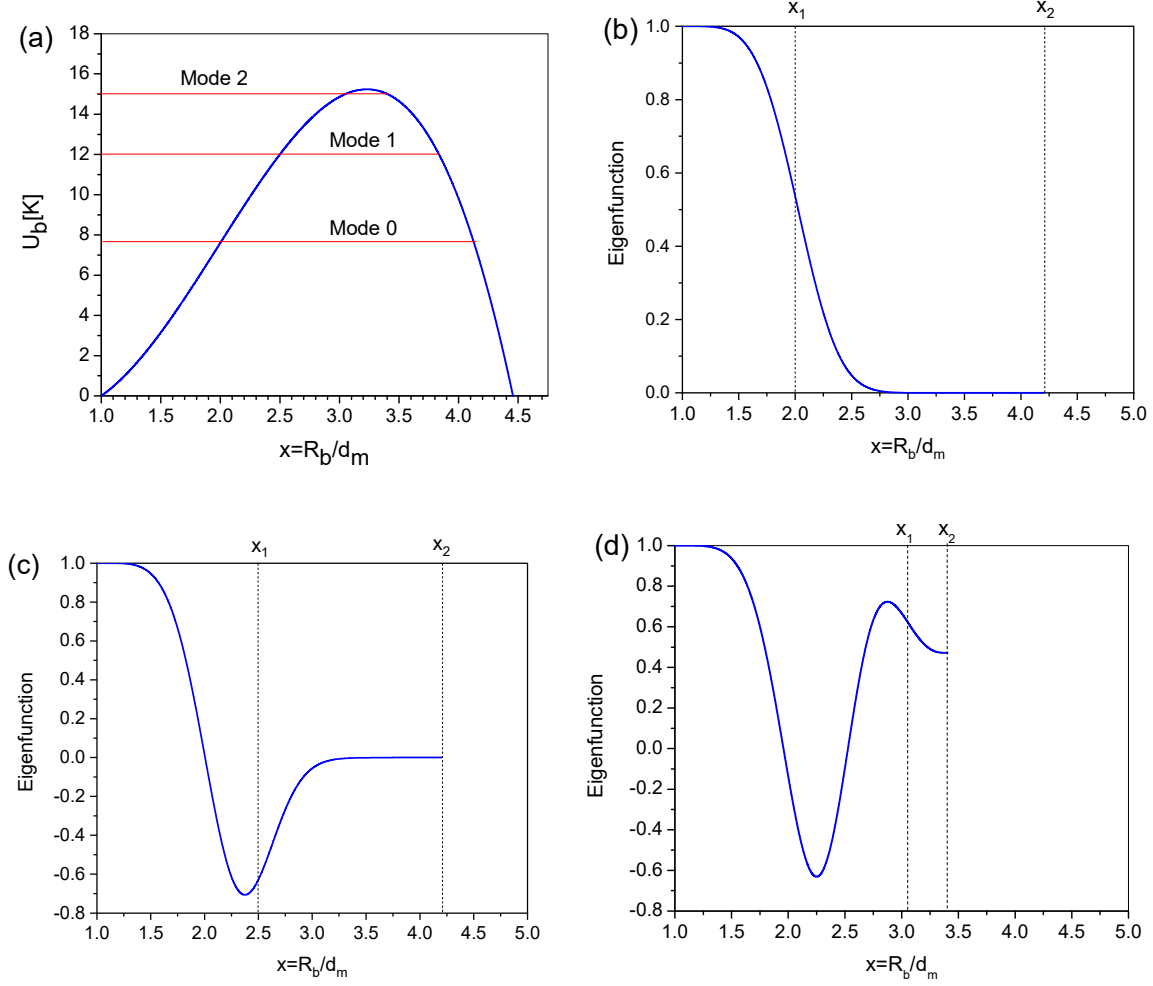 (a)
18
16
14
12
10
8
6
4
2
0
U_b[K]
Mode 2
Mode 1
Mode 0
1.0 1.5 2.0 2.5 3.0 3.5 4.0 4.5
x=R_b/d_m
(b)
x_1 x_2
1.0
0.8
0.6
0.4
0.2
0.0
Eigenfunction
1.0 1.5 2.0 2.5 3.0 3.5 4.0 4.5 5.0
x=R_b/d_m
(c)
x_1 x_2
1.0
0.8
0.6
0.4
0.2
0.0
-0.2
-0.4
-0.6
-0.8
Eigenfunction
1.0 1.5 2.0 2.5 3.0 3.5 4.0 4.5 5.0
x=R_b/d_m
(d)
x_1 x_2
1.0
0.8
0.6
0.4
0.2
0.0
-0.2
-0.4
-0.6
-0.8
Eigenfunction
1.0 1.5 2.0 2.5 3.0 3.5 4.0 4.5 5.0
x=R_b/d_m